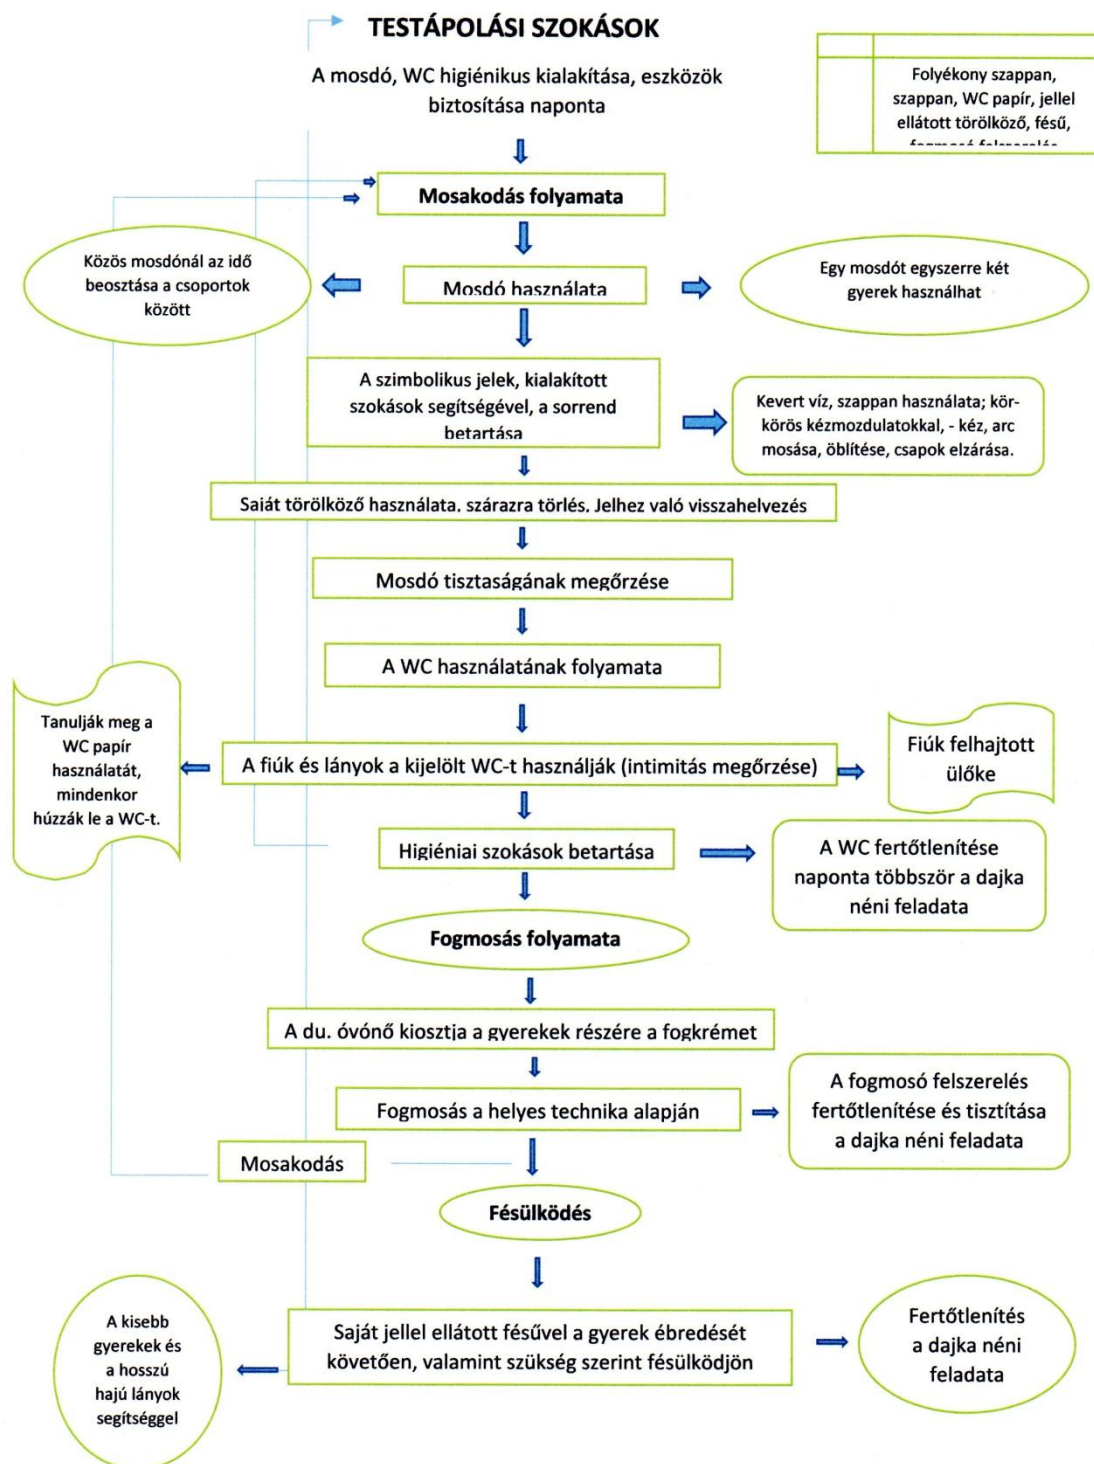 TESTÁPOLÁSI SZOKÁSOK
A mosdó, WC higiénikus kialakítása, eszközök
biztosítása naponta
Folyékony szappan,
szappan, WC papír, jellel
ellátott törölköző, fésű,
fogmosó felszerelés
Mosakodás folyamata
Közös mosdónál az idő
beosztása a csoportok
között
Mosdó használata
Egy mosdót egyszerre két
gyerek használhat
A szimbolikus jelek, kialakított
szokások segítségével, a sorrend
betartása
Kevert víz, szappan használata; kör-
körös kézmozdulatokkal, - kéz, arc
mosása, öblítése, csapok elzárása.
Saját törölköző használata, szárazra törlés, Jelhez való visszahelyezés
Mosdó tisztaságának megőrzése
A WC használatának folyamata
Tanulják meg a
WC papír
használatát,
mindenkor
húzzák le a WC-t.
A fiúk és lányok a kijelölt WC-t használják (intimitás megőrzése)
Fiúk felhajtott
ülőke
Higiéniai szokások betartása
A WC fertőtlenítése
naponta többször a dajka
néni feladata
Fogmosás folyamata
A du. óvónő kiosztja a gyerekek részére a fogkrémet
Fogmosás a helyes technika alapján
A fogmosó felszerelés
fertőtlenítése és tisztítása
a dajka néni feladata
Mosakodás
Fésülködés
A kisebb
gyerekek és
a hosszú
hajú lányok
segítséggel
Saját jellel ellátott fésűvel a gyerek ébredését
követően, valamint szükség szerint fésülködjön
Fertőtlenítés
a dajka néni
feladata